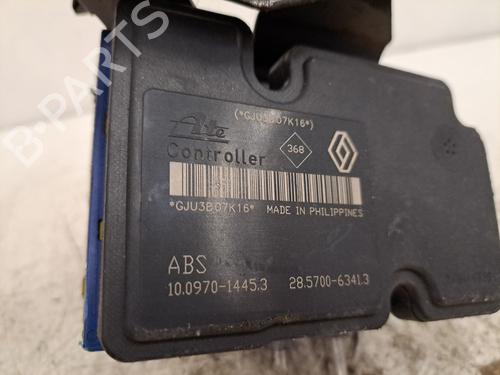 B-PARTS
(*GJU3B07K16*)
Ate
368
Controller
*GJU3B07K16* MADE IN PHILIPPINES
ABS
10.0970-1445.3 28.5700-6341.3